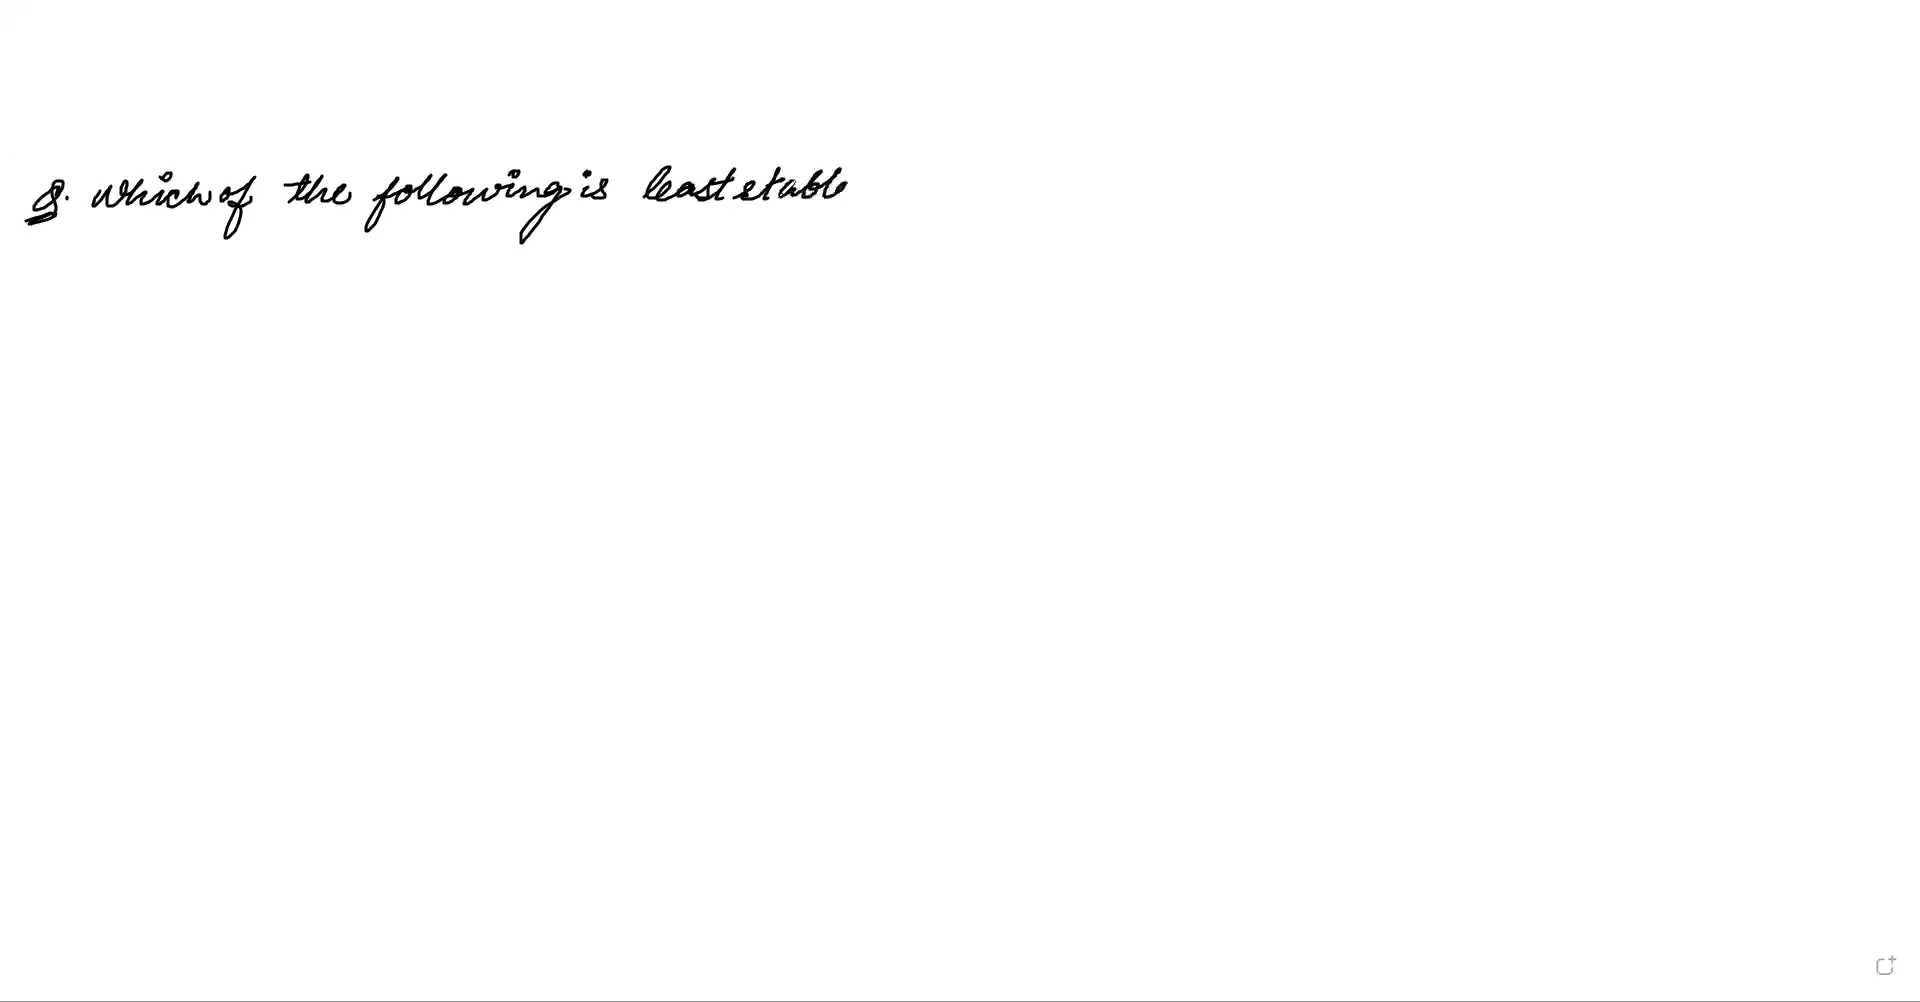 Q. Which of the following is least stable